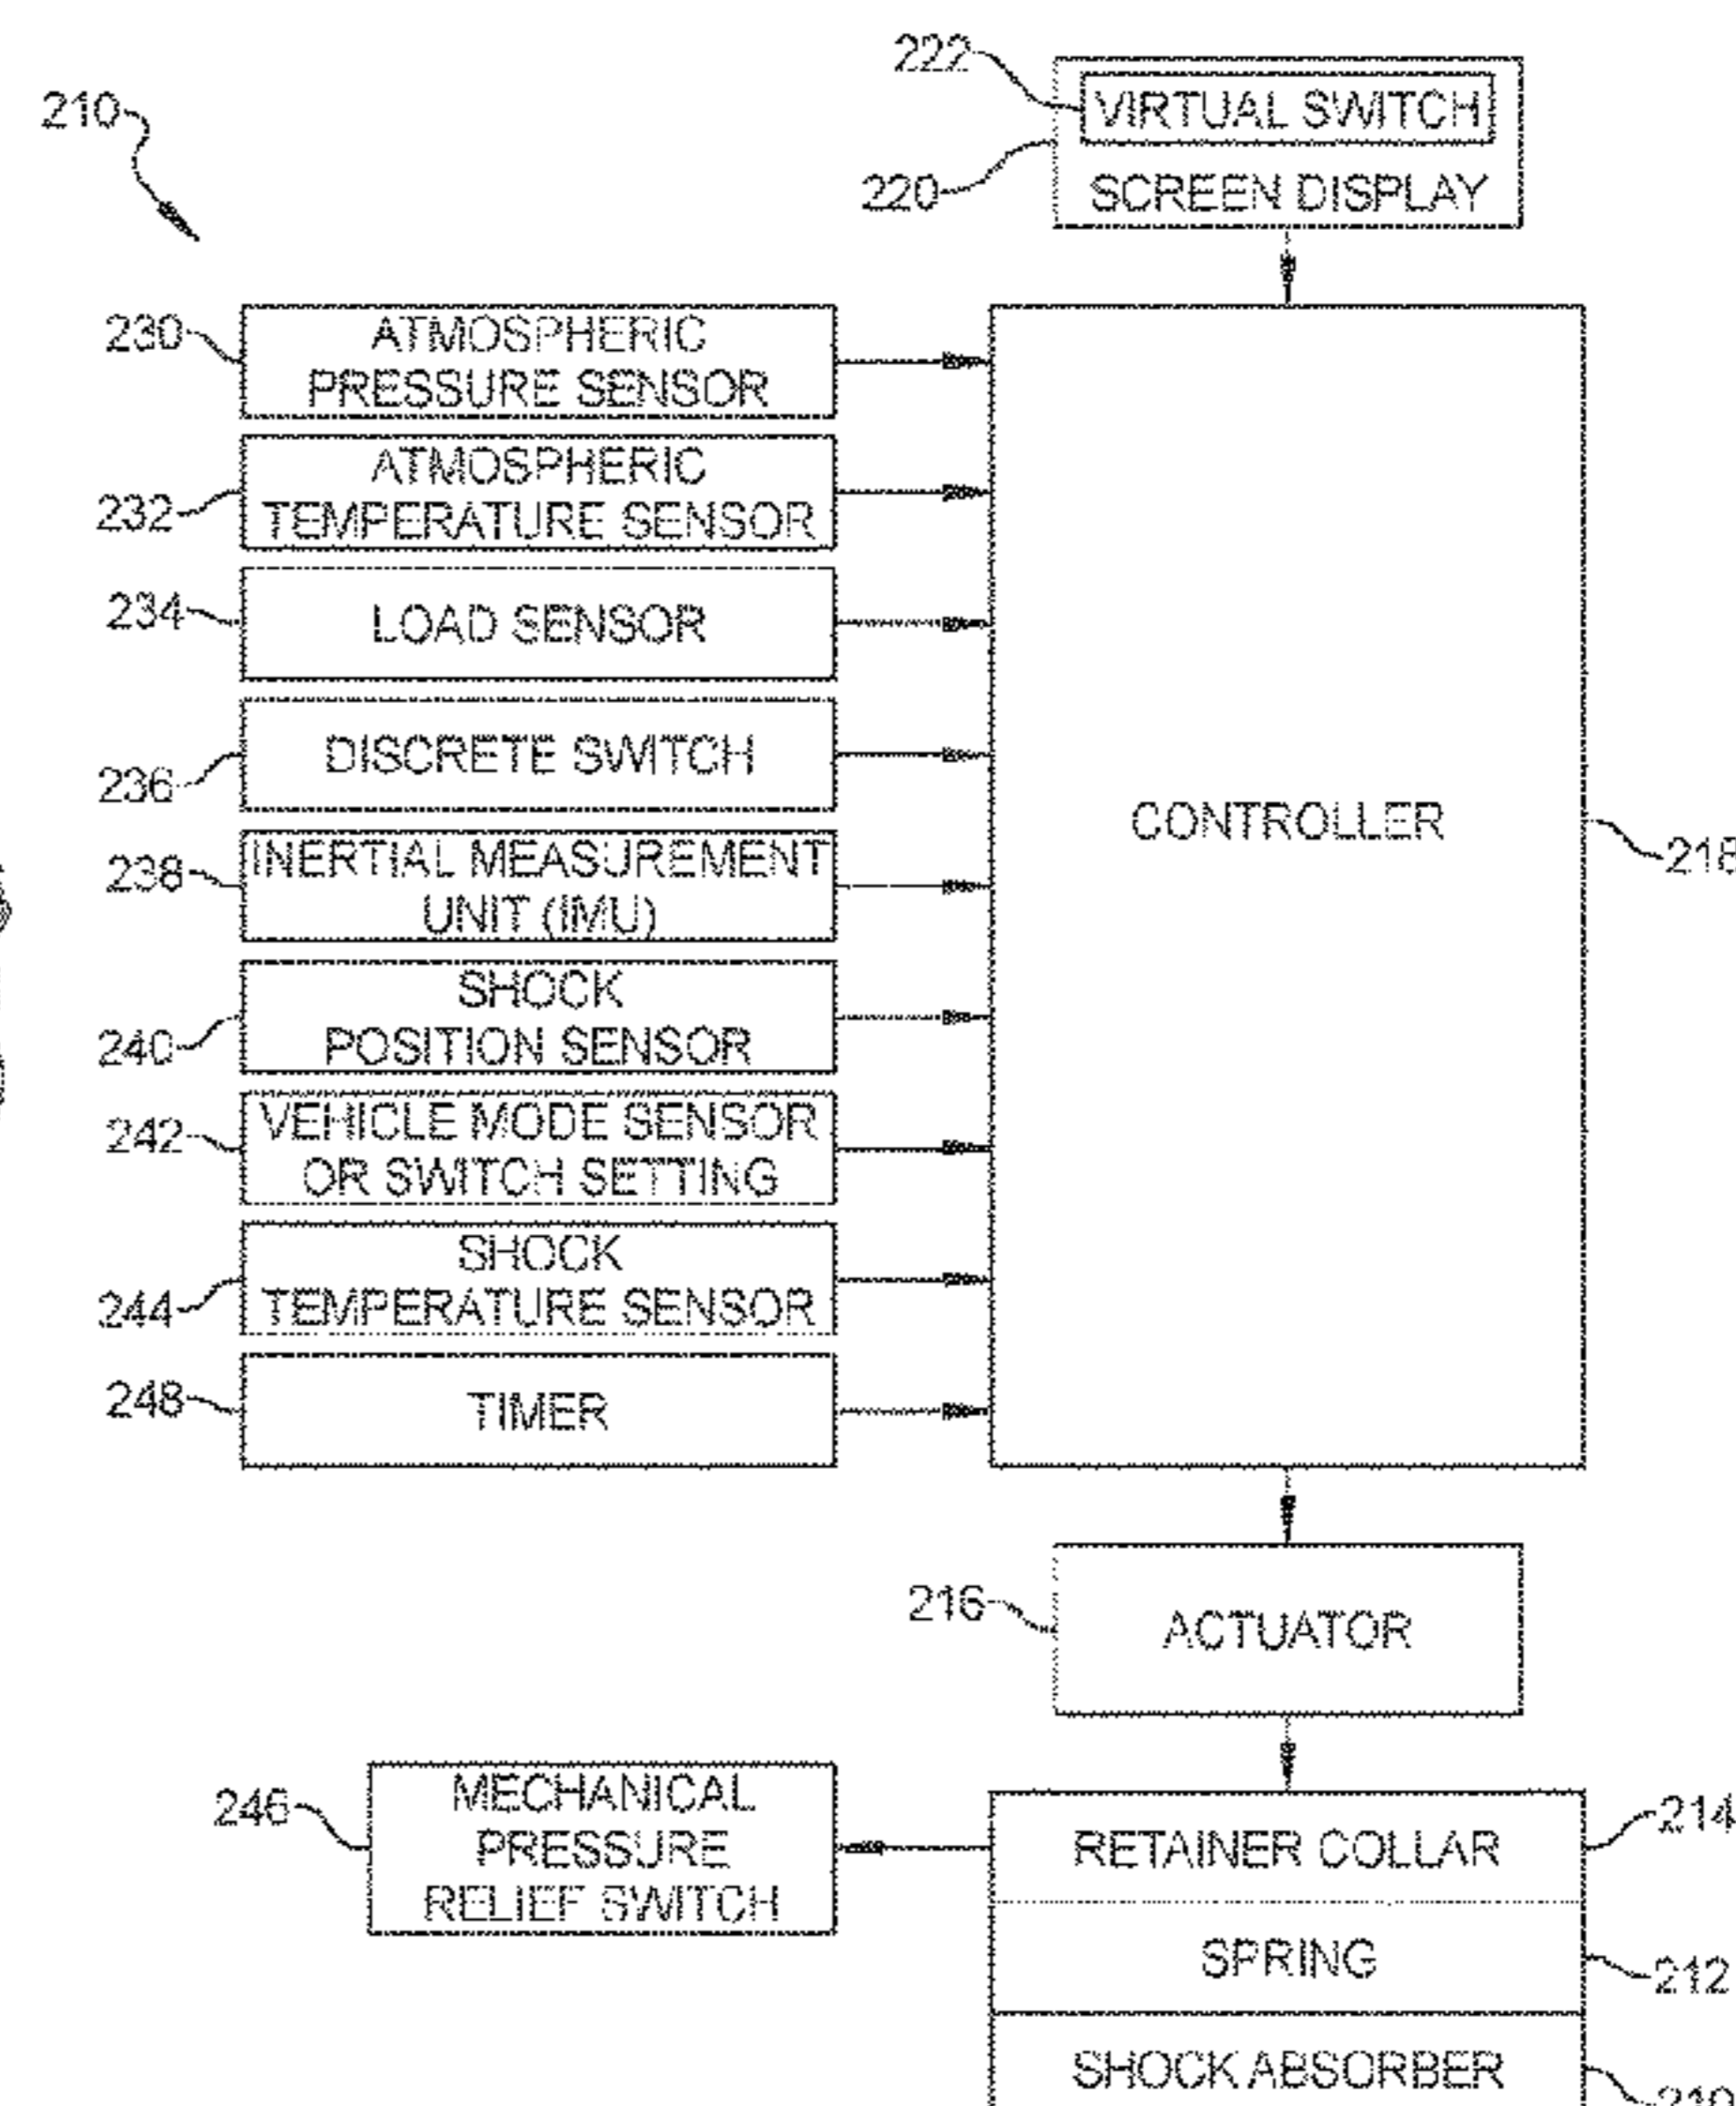 222
VIRTUAL SWITCH
210
220
SCREEN DISPLAY
230
ATMOSPHERIC
PRESSURE SENSOR
ATMOSPHERIC
232
TEMPERATURE SENSOR
234
LOAD SENSOR
236
DISCRETE SWITCH
CONTROLLER
218
238
INERTIAL MEASUREMENT
UNIT (IMU)
SHOCK
240
POSITION SENSOR
242
VEHICLE MODE SENSOR
OR SWITCH SETTING
SHOCK
244
TEMPERATURE SENSOR
248
TIMER
216
ACTUATOR
246
MECHANICAL
PRESSURE
RELIEF SWITCH
RETAINER COLLAR
214
SPRING
212
SHOCK ABSORBER